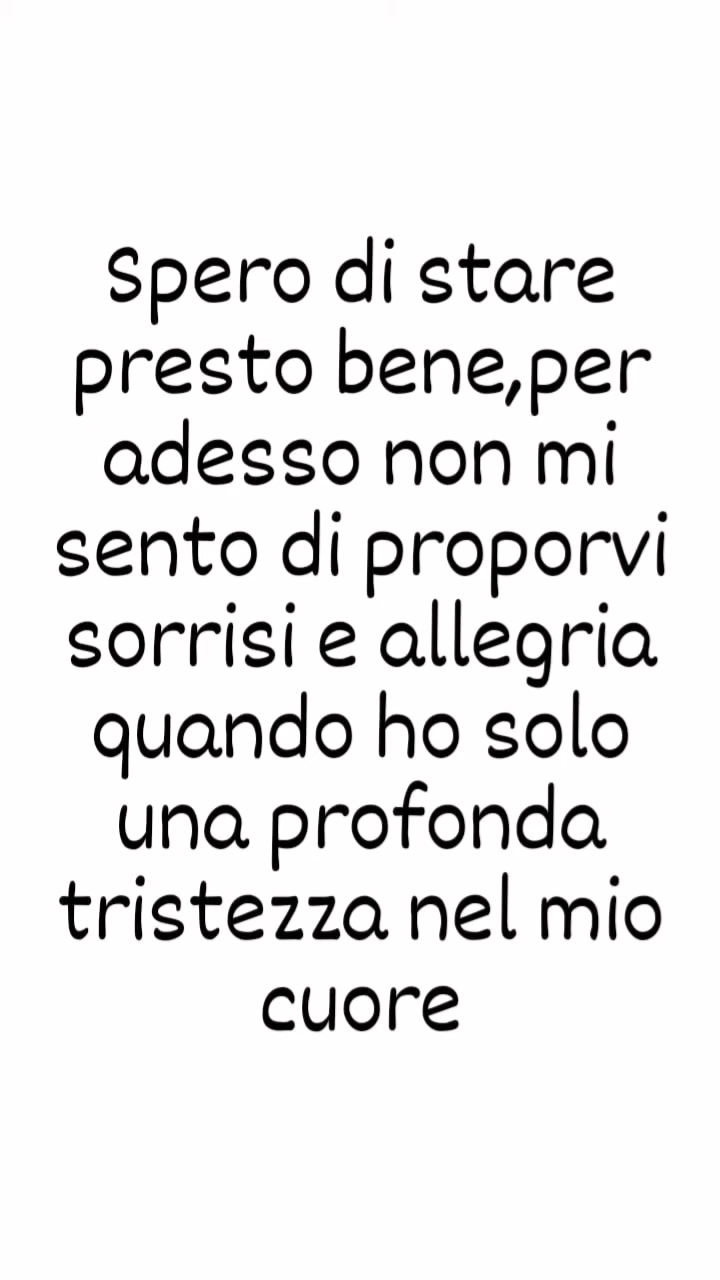 Spero di stare
presto bene,per
adesso non mi
sento di proporvi
sorrisi e allegria
quando ho solo
una profonda
tristezza nel mio
cuore